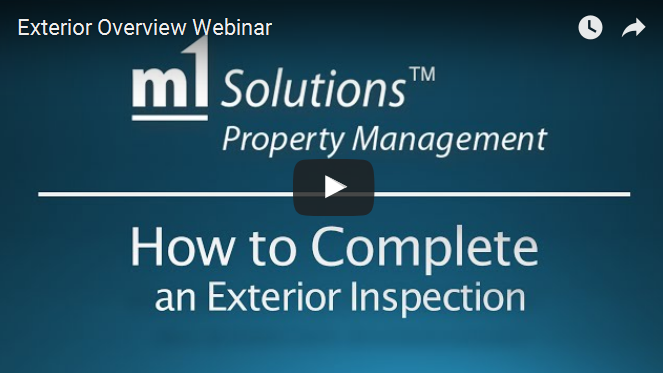 Exterior Overview Webinar
m1 Solutions™
Property Management
How to Complete
an Exterior Inspection